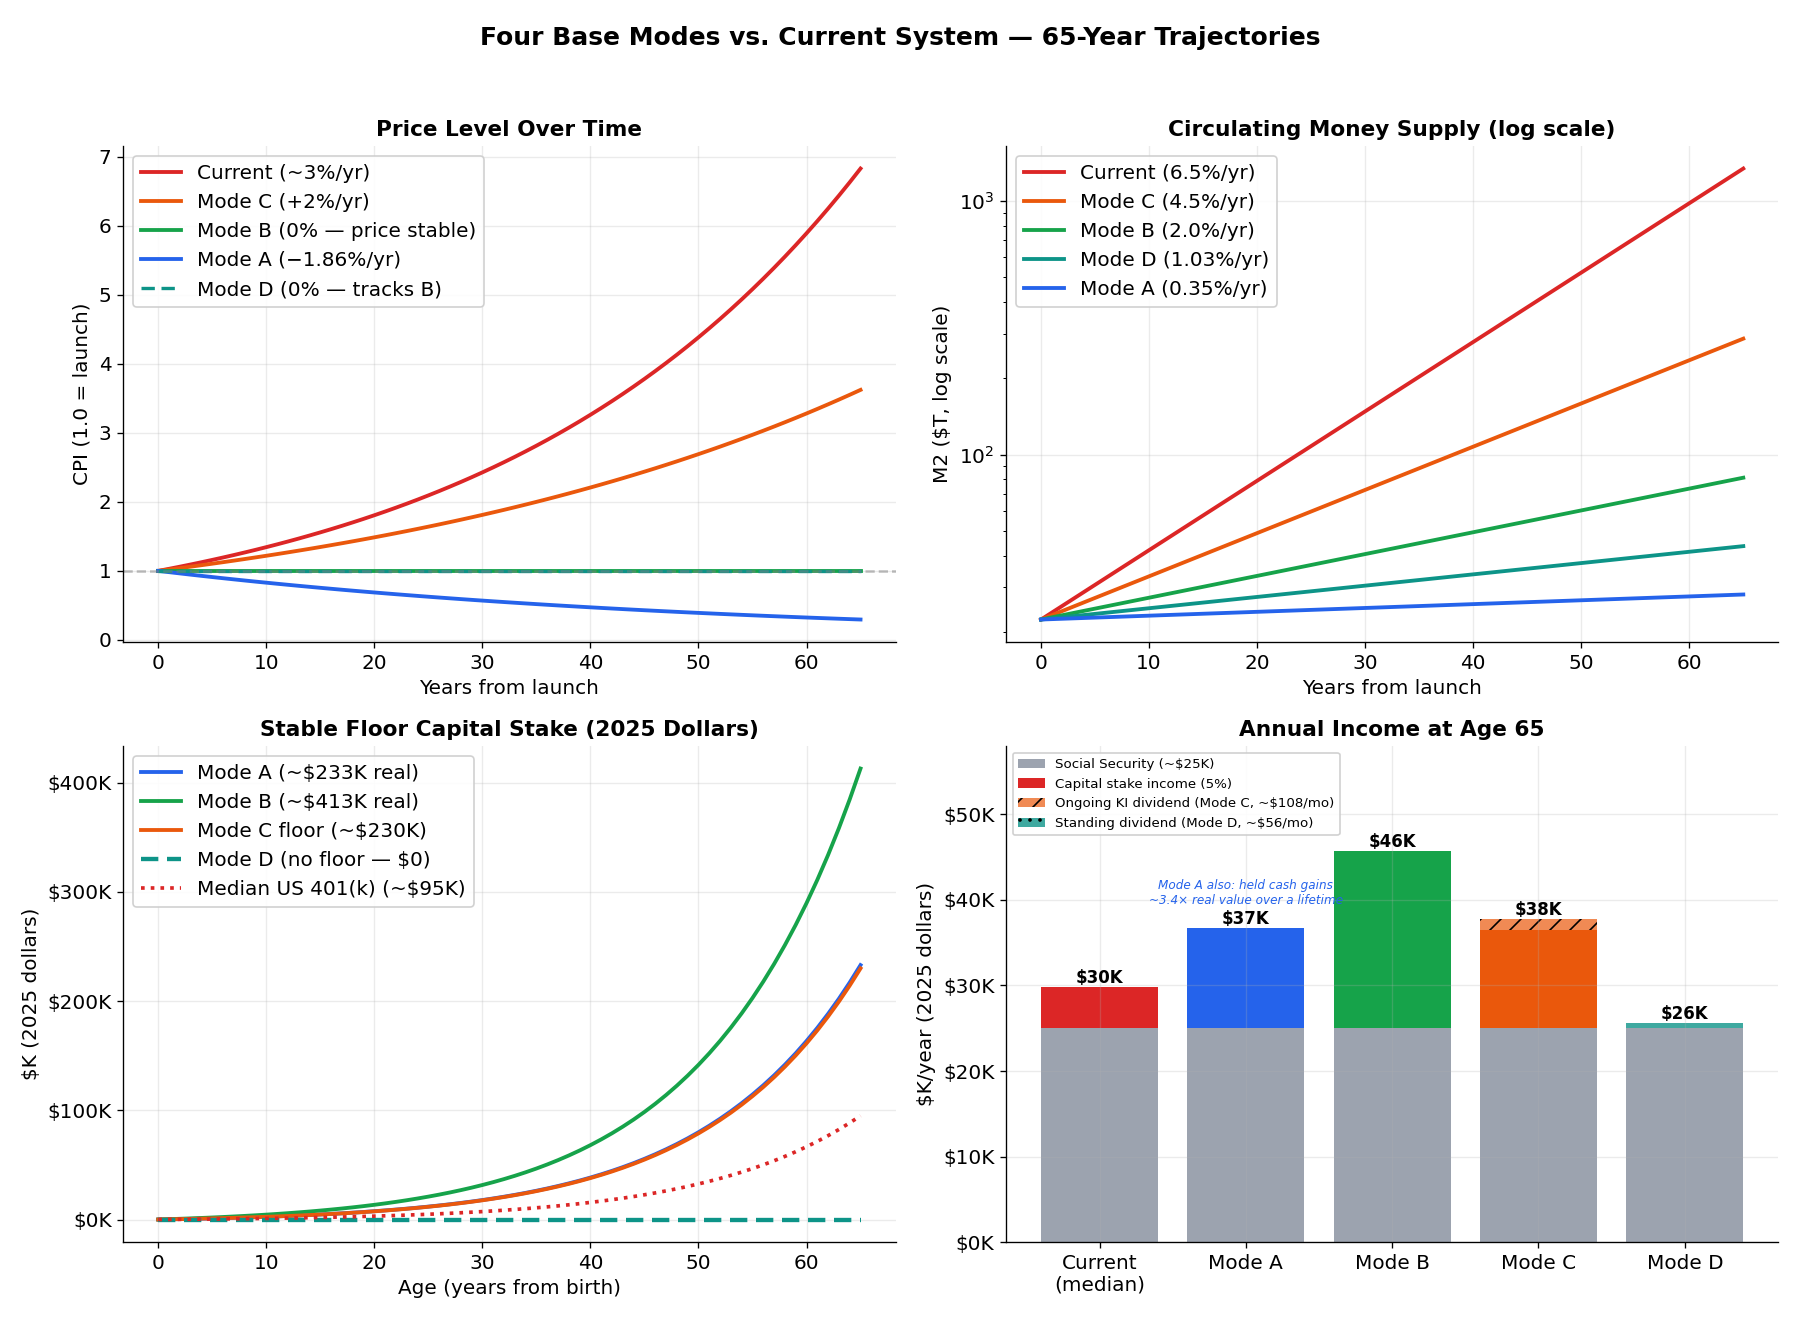 Four Base Modes vs. Current System — 65-Year Trajectories
Price Level Over Time
CPI (1.0 = launch)
7
6
5
4
3
2
1
0
Current (~3%/yr)
Mode C (+2%/yr)
Mode B (0% — price stable)
Mode A (−1.86%/yr)
Mode D (0% — tracks B)
0 10 20 30 40 50 60
Years from launch
Circulating Money Supply (log scale)
M2 ($T, log scale)
10³
10²
Current (6.5%/yr)
Mode C (4.5%/yr)
Mode B (2.0%/yr)
Mode D (1.03%/yr)
Mode A (0.35%/yr)
0 10 20 30 40 50 60
Years from launch
Stable Floor Capital Stake (2025 Dollars)
$K (2025 dollars)
$400K
$300K
$200K
$100K
$0K
Mode A (~$233K real)
Mode B (~$413K real)
Mode C floor (~$230K)
Mode D (no floor — $0)
Median US 401(k) (~$95K)
0 10 20 30 40 50 60
Age (years from birth)
Annual Income at Age 65
$K/year (2025 dollars)
$50K
$40K
$30K
$20K
$10K
$0K
Social Security (~$25K)
Capital stake income (5%)
Ongoing KI dividend (Mode C, ~$108/mo)
Standing dividend (Mode D, ~$56/mo)
Mode A also: held cash gains
~3.4× real value over a lifetime
$30K
$37K
$46K
$38K
$26K
Current
(median)
Mode A
Mode B
Mode C
Mode D